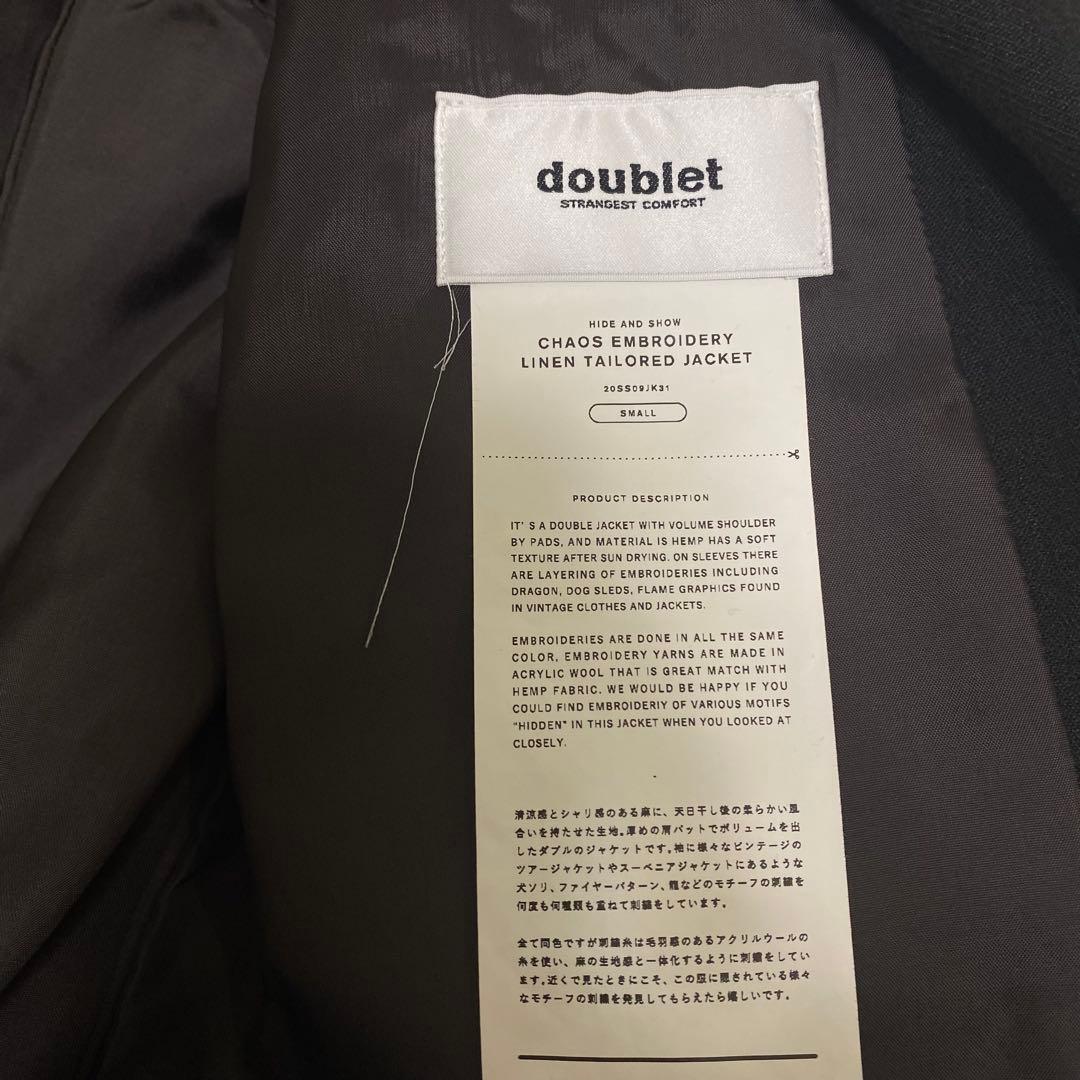 doublet
STRANGEST COMFORT
HIDE AND SHOW
CHAOS EMBROIDERY
LINEN TAILORED JACKET
20SS09JK31
SMALL
PRODUCT DESCRIPTION
IT' S A DOUBLE JACKET WITH VOLUME SHOULDER
BY PADS, AND MATERIAL IS HEMP HAS A SOFT
TEXTURE AFTER SUN DRYING. ON SLEEVES THERE
ARE LAYERING OF EMBROIDERIES INCLUDING
DRAGON, DOG SLEDS, FLAME GRAPHICS FOUND
IN VINTAGE CLOTHES AND JACKETS.
EMBROIDERIES ARE DONE IN ALL THE SAME
COLOR, EMBROIDERY YARNS ARE MADE IN
ACRYLIC WOOL THAT IS GREAT MATCH WITH
HEMP FABRIC. WE WOULD BE HAPPY IF YOU
COULD FIND EMBROIDERIY OF VARIOUS MOTIFS
"HIDDEN" IN THIS JACKET WHEN YOU LOOKED AT
CLOSELY.
清涼感とシャリ感のある麻に、天日干し後の柔らかい風
合いを持たせた生地。厚めの肩パットでボリュームを出
したダブルのジャケットです。袖に様々なビンテージの
ツアージャケットやスーベニアジャケットにあるような
犬ソリ、ファイヤーパターン、龍などのモチーフの刺繍を
何度も何種類も重ねて刺繍をしています。
全て同色ですが刺繍糸は毛羽感のあるアクリルウールの
糸を使い、麻の生地感と一体化するように刺繍をしてい
ます。近くで見たときにこそ、この服に隠されている様々
なモチーフの刺繍を発見してもらえたら嬉しいです。